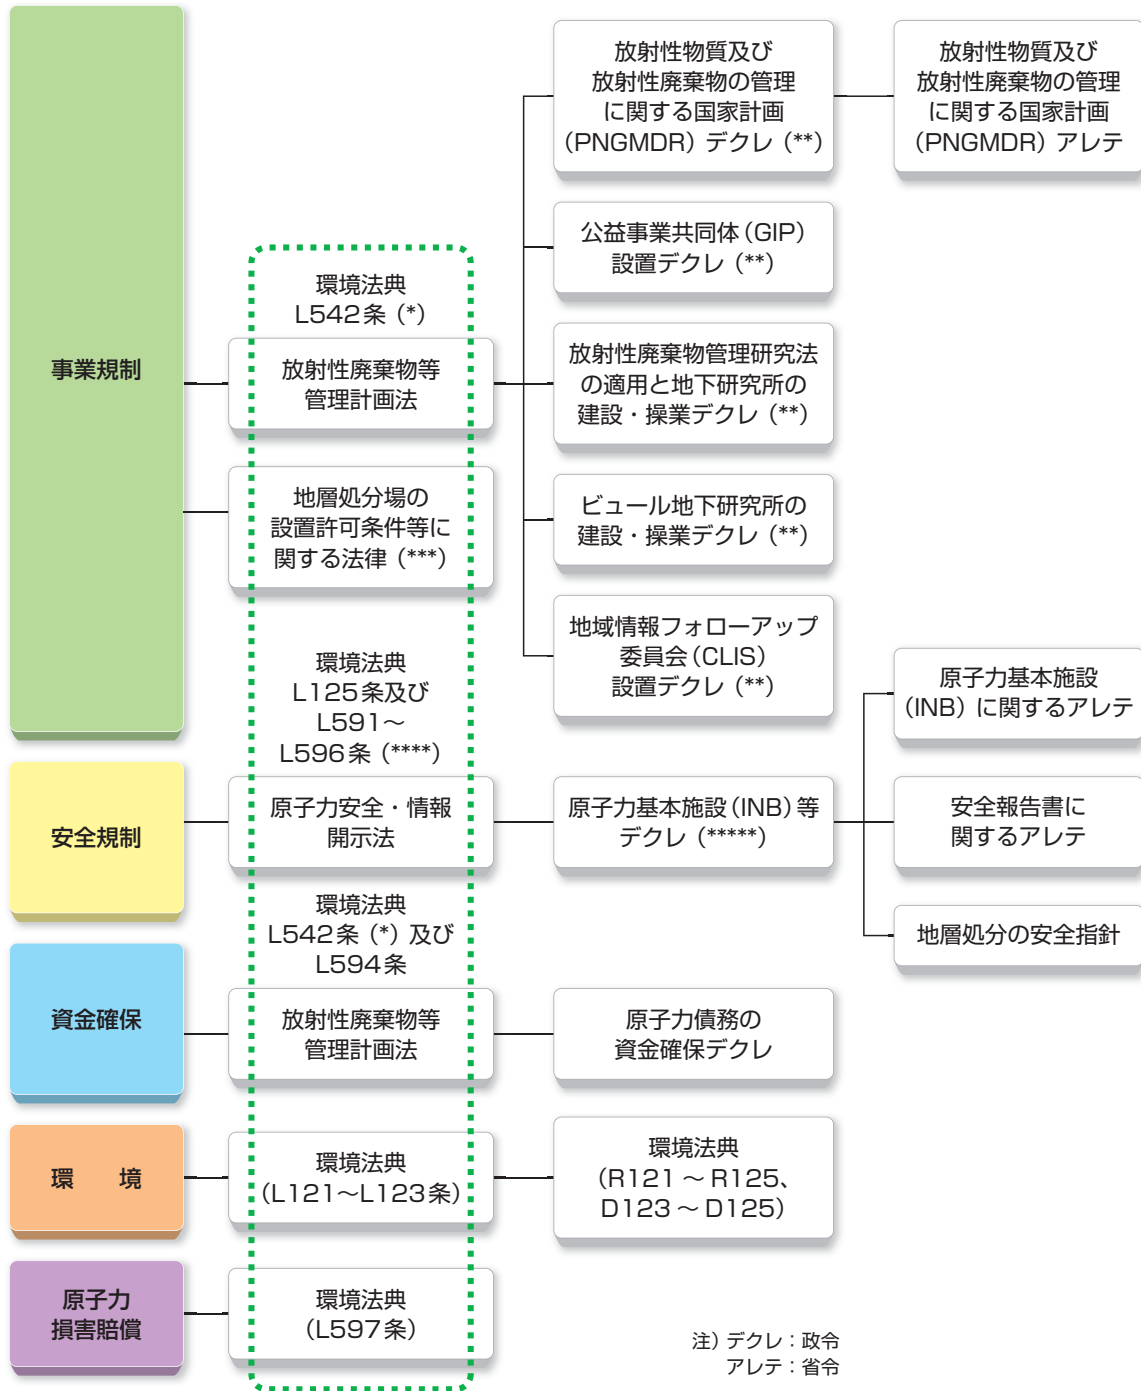 事業規制
環境法典
L542条（*）
放射性廃棄物等
管理計画法
地層処分場の
設置許可条件等に
関する法律（***）
放射性物質及び
放射性廃棄物の管理
に関する国家計画
（PNGMDR）デクレ（**）
放射性物質及び
放射性廃棄物の管理
に関する国家計画
（PNGMDR）アレテ
公益事業共同体（GIP）
設置デクレ（**）
放射性廃棄物管理研究法
の適用と地下研究所の
建設・操業デクレ（**）
ビュール地下研究所の
建設・操業デクレ（**）
地域情報フォローアップ
委員会（CLIS）
設置デクレ（**）
安全規制
環境法典
L125条及び
L591～
L596条（****）
原子力安全・情報
開示法
原子力基本施設（INB）等
デクレ（*****）
原子力基本施設
（INB）に関するアレテ
安全報告書に
関するアレテ
地層処分の安全指針
資金確保
環境法典
L542条（*）及び
L594条
放射性廃棄物等
管理計画法
原子力債務の
資金確保デクレ
環　境
環境法典
（L121～L123条）
環境法典
（R121～R125、
D123～D125）
原子力
損害賠償
環境法典
（L597条）
注）デクレ：政令
アレテ：省令